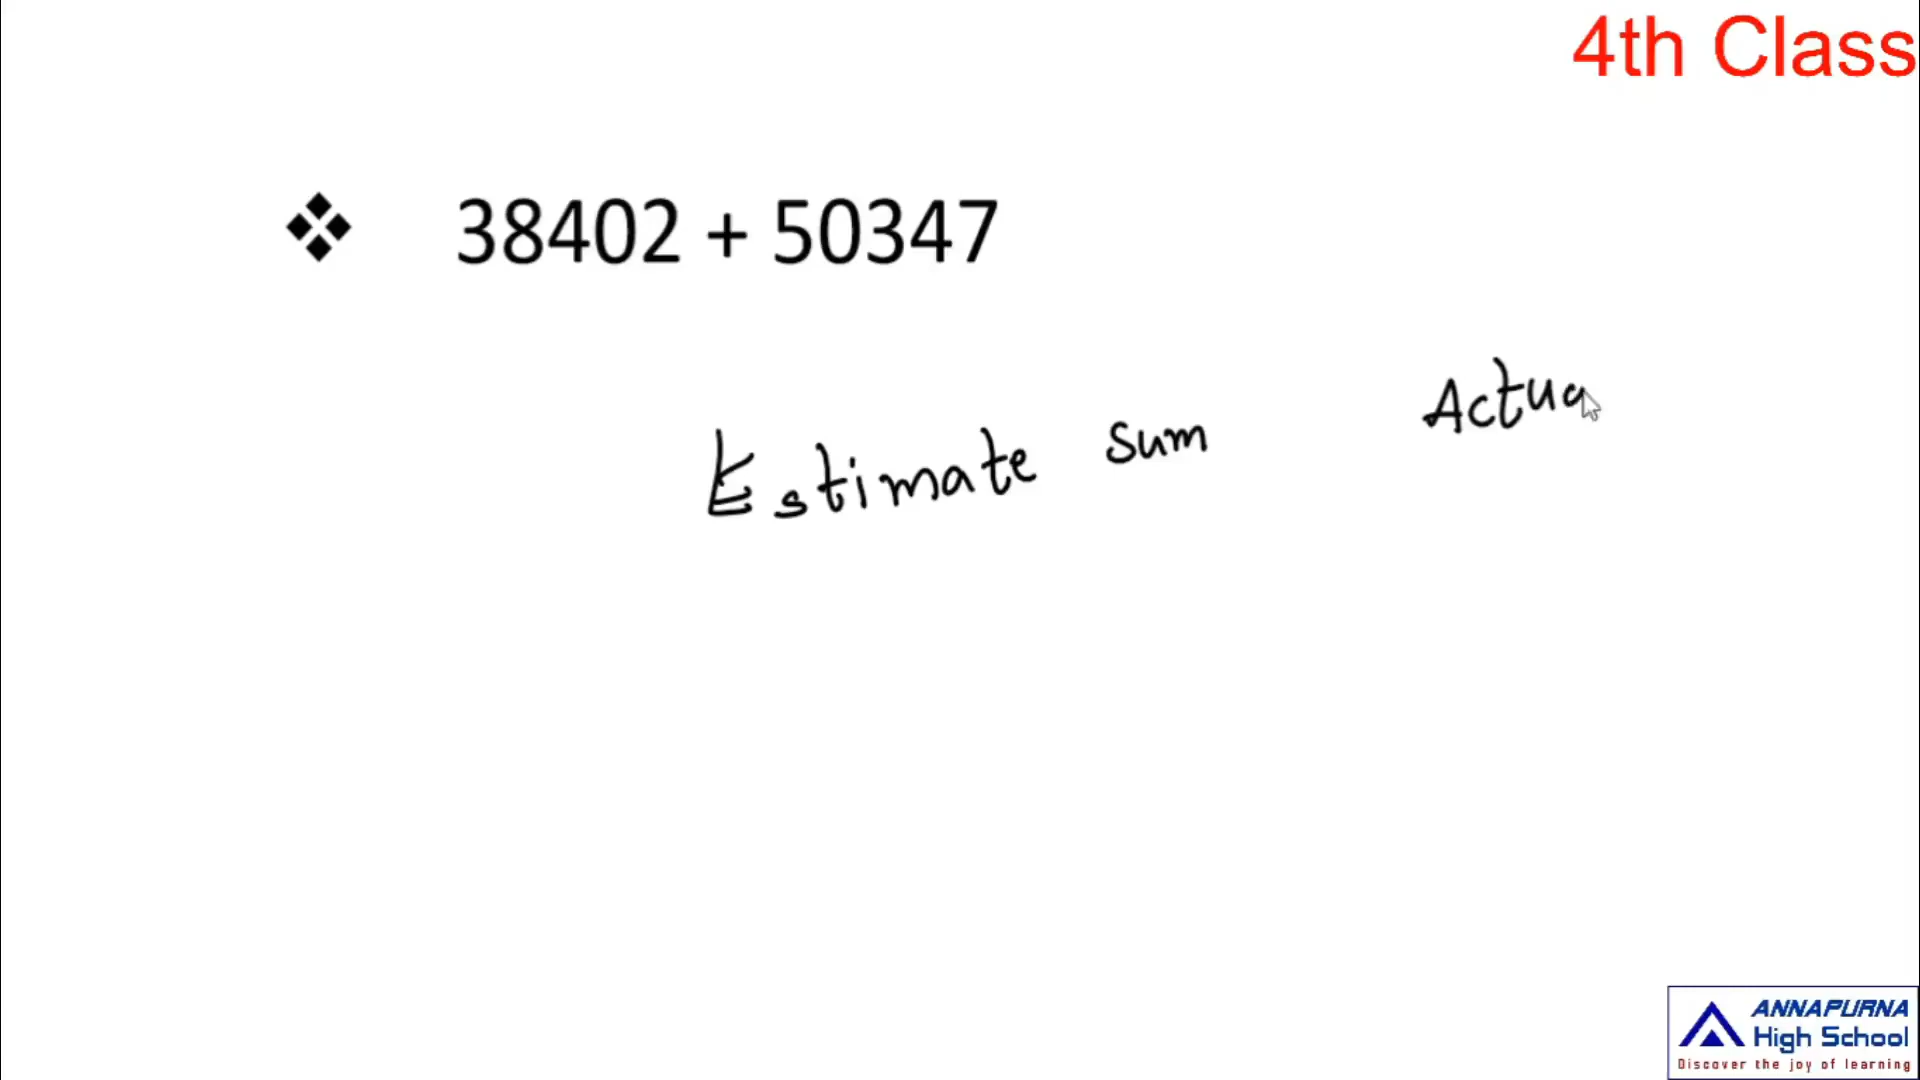 4th Class
❖ 38402 + 50347
Estimate sum Actua
ANNAPURNA
High School
Discover the joy of learning